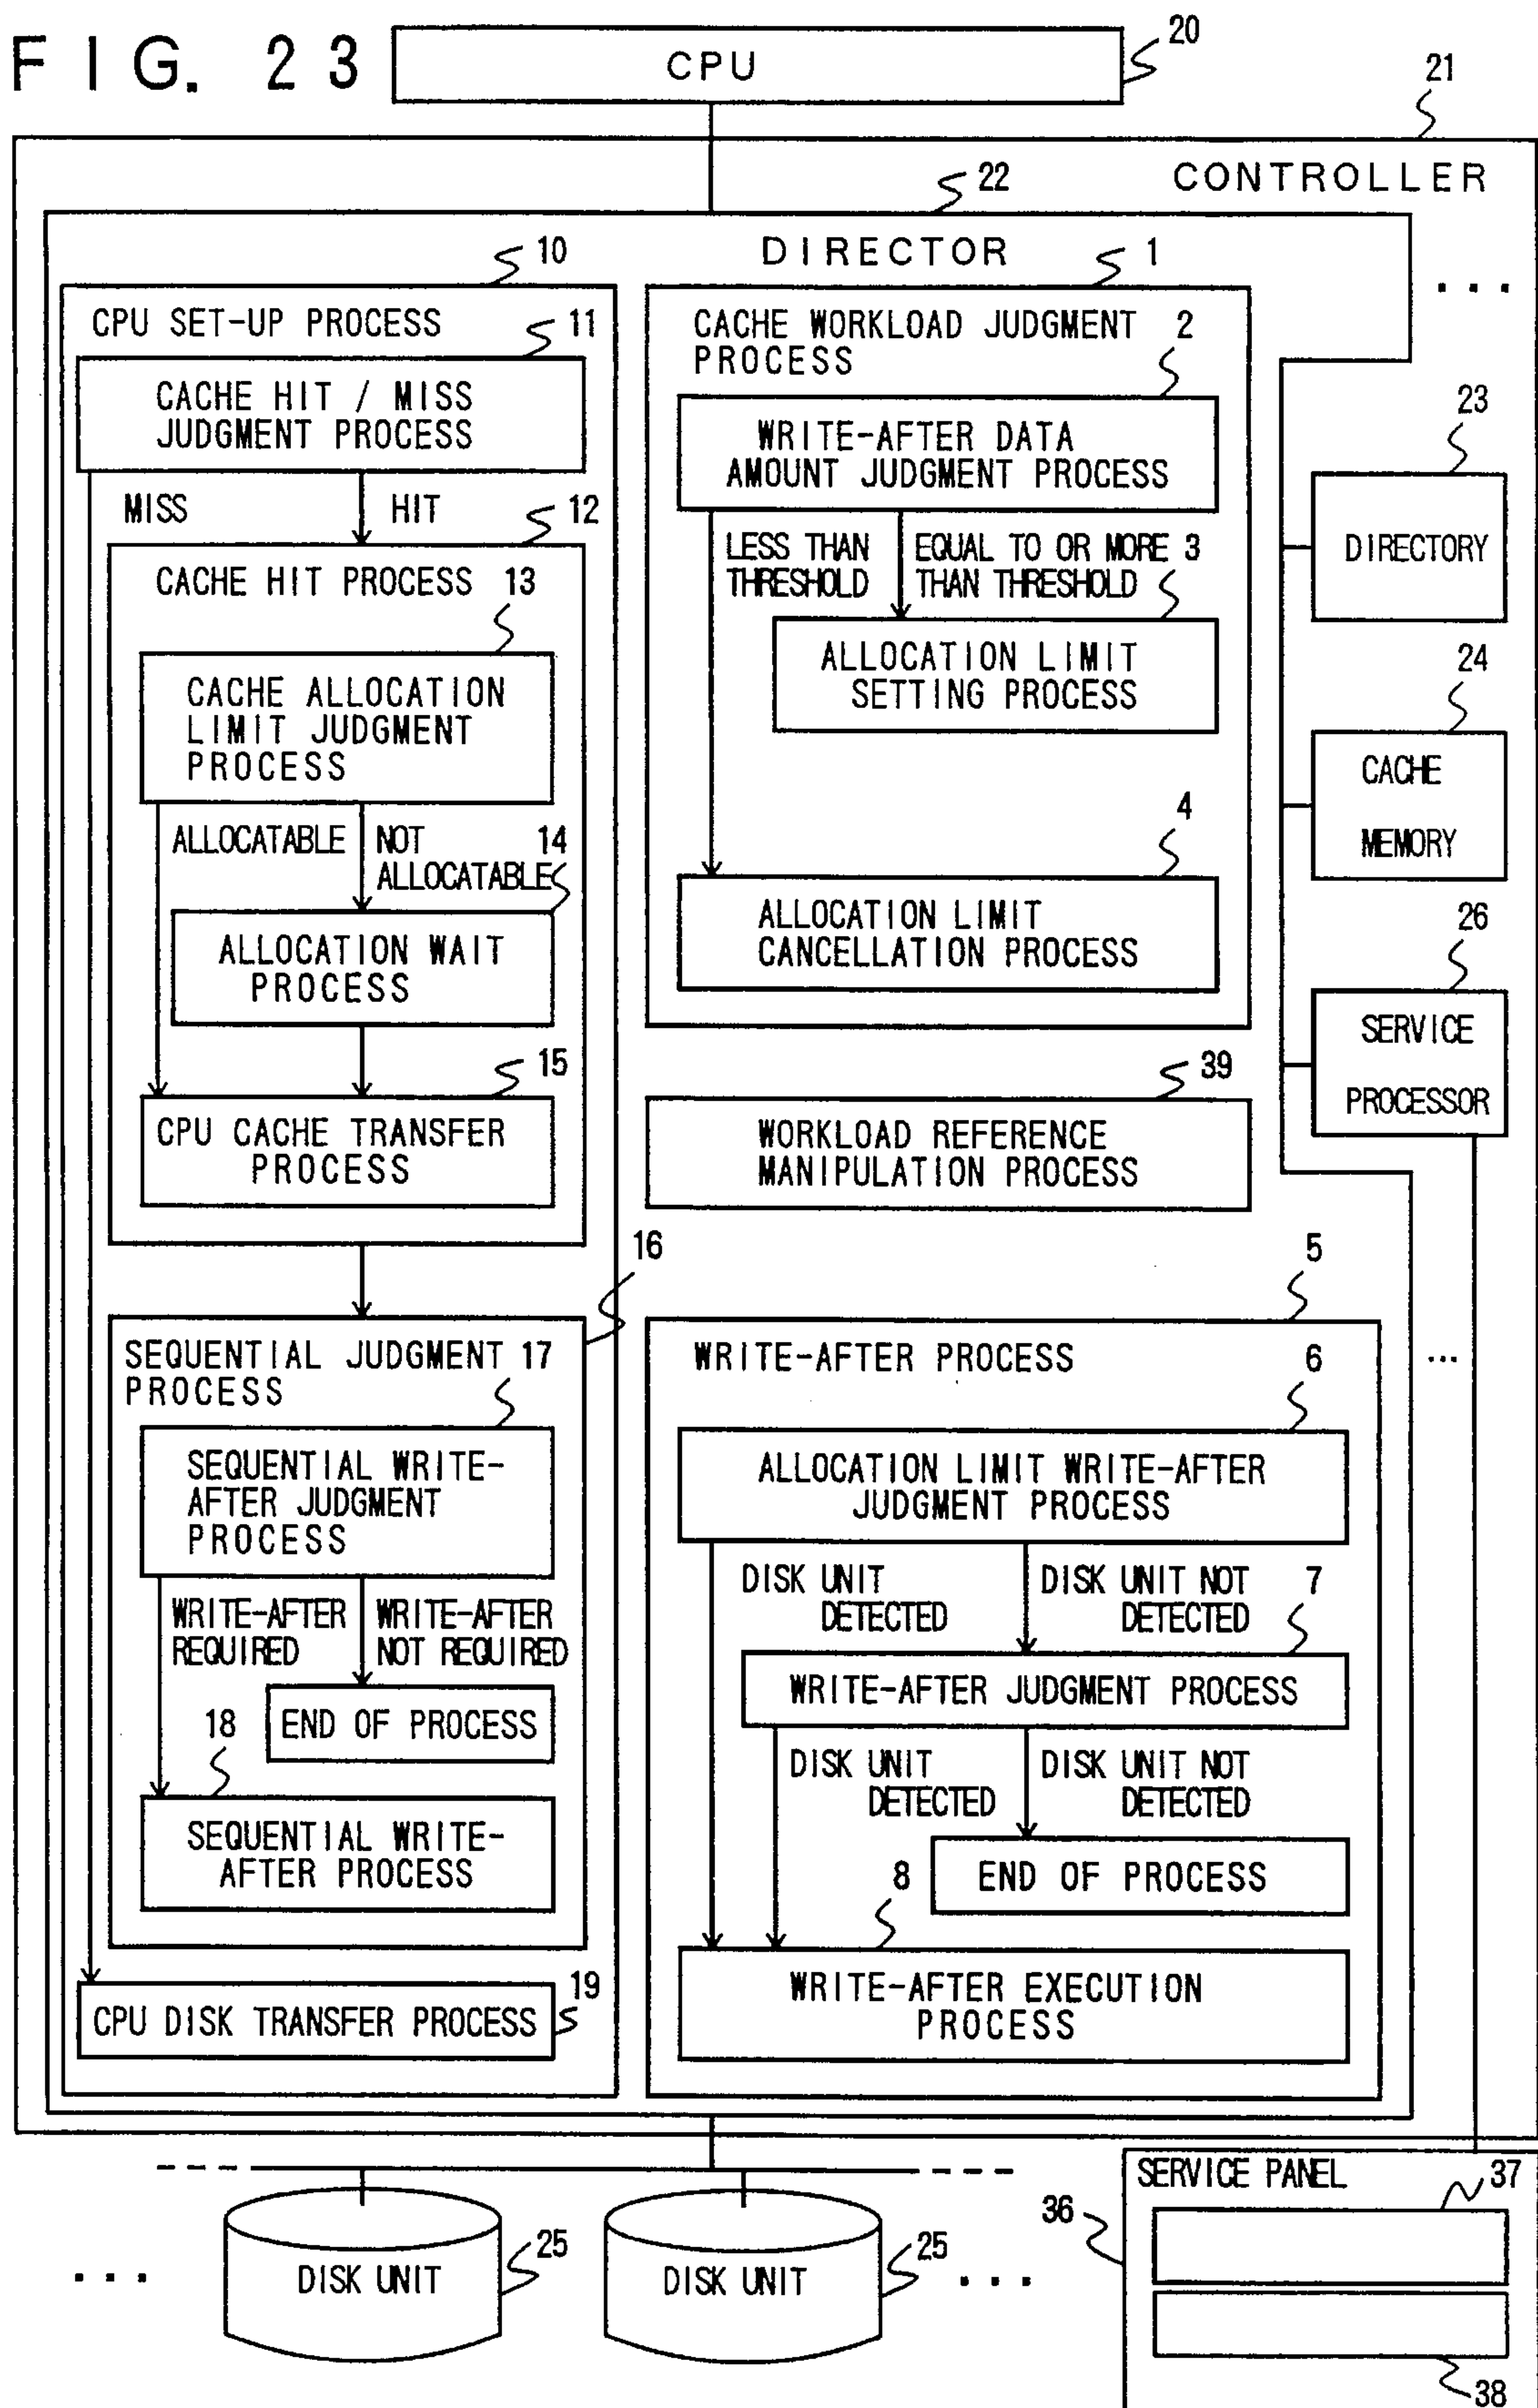 FIG. 23
CPU
20
21
CONTROLLER
22
DIRECTOR
10
CPU SET-UP PROCESS
11
CACHE HIT / MISS
JUDGMENT PROCESS
MISS
HIT
12
CACHE HIT PROCESS
13
CACHE ALLOCATION
LIMIT JUDGMENT
PROCESS
ALLOCATABLE
NOT
ALLOCATABLE
14
ALLOCATION WAIT
PROCESS
15
CPU CACHE TRANSFER
PROCESS
16
SEQUENTIAL JUDGMENT
PROCESS
17
SEQUENTIAL WRITE-
AFTER JUDGMENT
PROCESS
WRITE-AFTER
REQUIRED
WRITE-AFTER
NOT REQUIRED
END OF PROCESS
18
SEQUENTIAL WRITE-
AFTER PROCESS
CPU DISK TRANSFER PROCESS
19
1
CACHE WORKLOAD JUDGMENT
PROCESS
2
WRITE-AFTER DATA
AMOUNT JUDGMENT PROCESS
LESS THAN
THRESHOLD
EQUAL TO OR MORE
THAN THRESHOLD
3
ALLOCATION LIMIT
SETTING PROCESS
4
ALLOCATION LIMIT
CANCELLATION PROCESS
39
WORKLOAD REFERENCE
MANIPULATION PROCESS
5
WRITE-AFTER PROCESS
6
ALLOCATION LIMIT WRITE-AFTER
JUDGMENT PROCESS
DISK UNIT
DETECTED
DISK UNIT NOT
DETECTED
7
WRITE-AFTER JUDGMENT PROCESS
DISK UNIT
DETECTED
DISK UNIT NOT
DETECTED
END OF PROCESS
8
WRITE-AFTER EXECUTION
PROCESS
...
23
DIRECTORY
24
CACHE
MEMORY
26
SERVICE
PROCESSOR
...
...
DISK UNIT
25
DISK UNIT
25
...
SERVICE PANEL
36
37
38